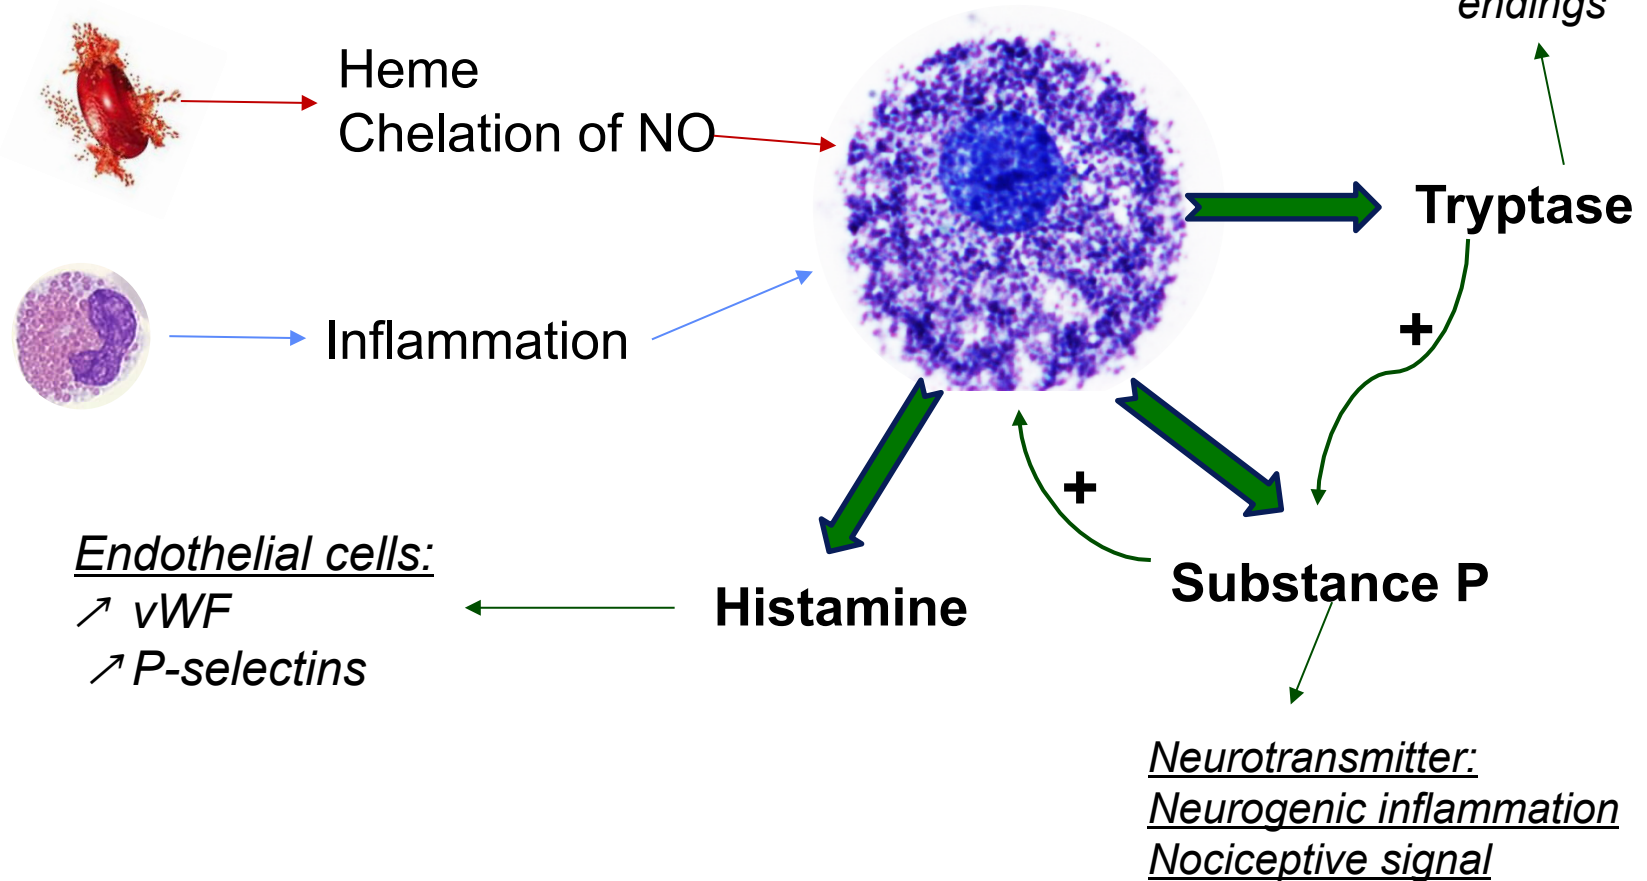 endings
Heme
Chelation of NO
Tryptase
+
Inflammation
+
Endothelial cells:
↗ vWF
↗ P-selectins
Histamine
Substance P
Neurotransmitter:
Neurogenic inflammation
Nociceptive signal